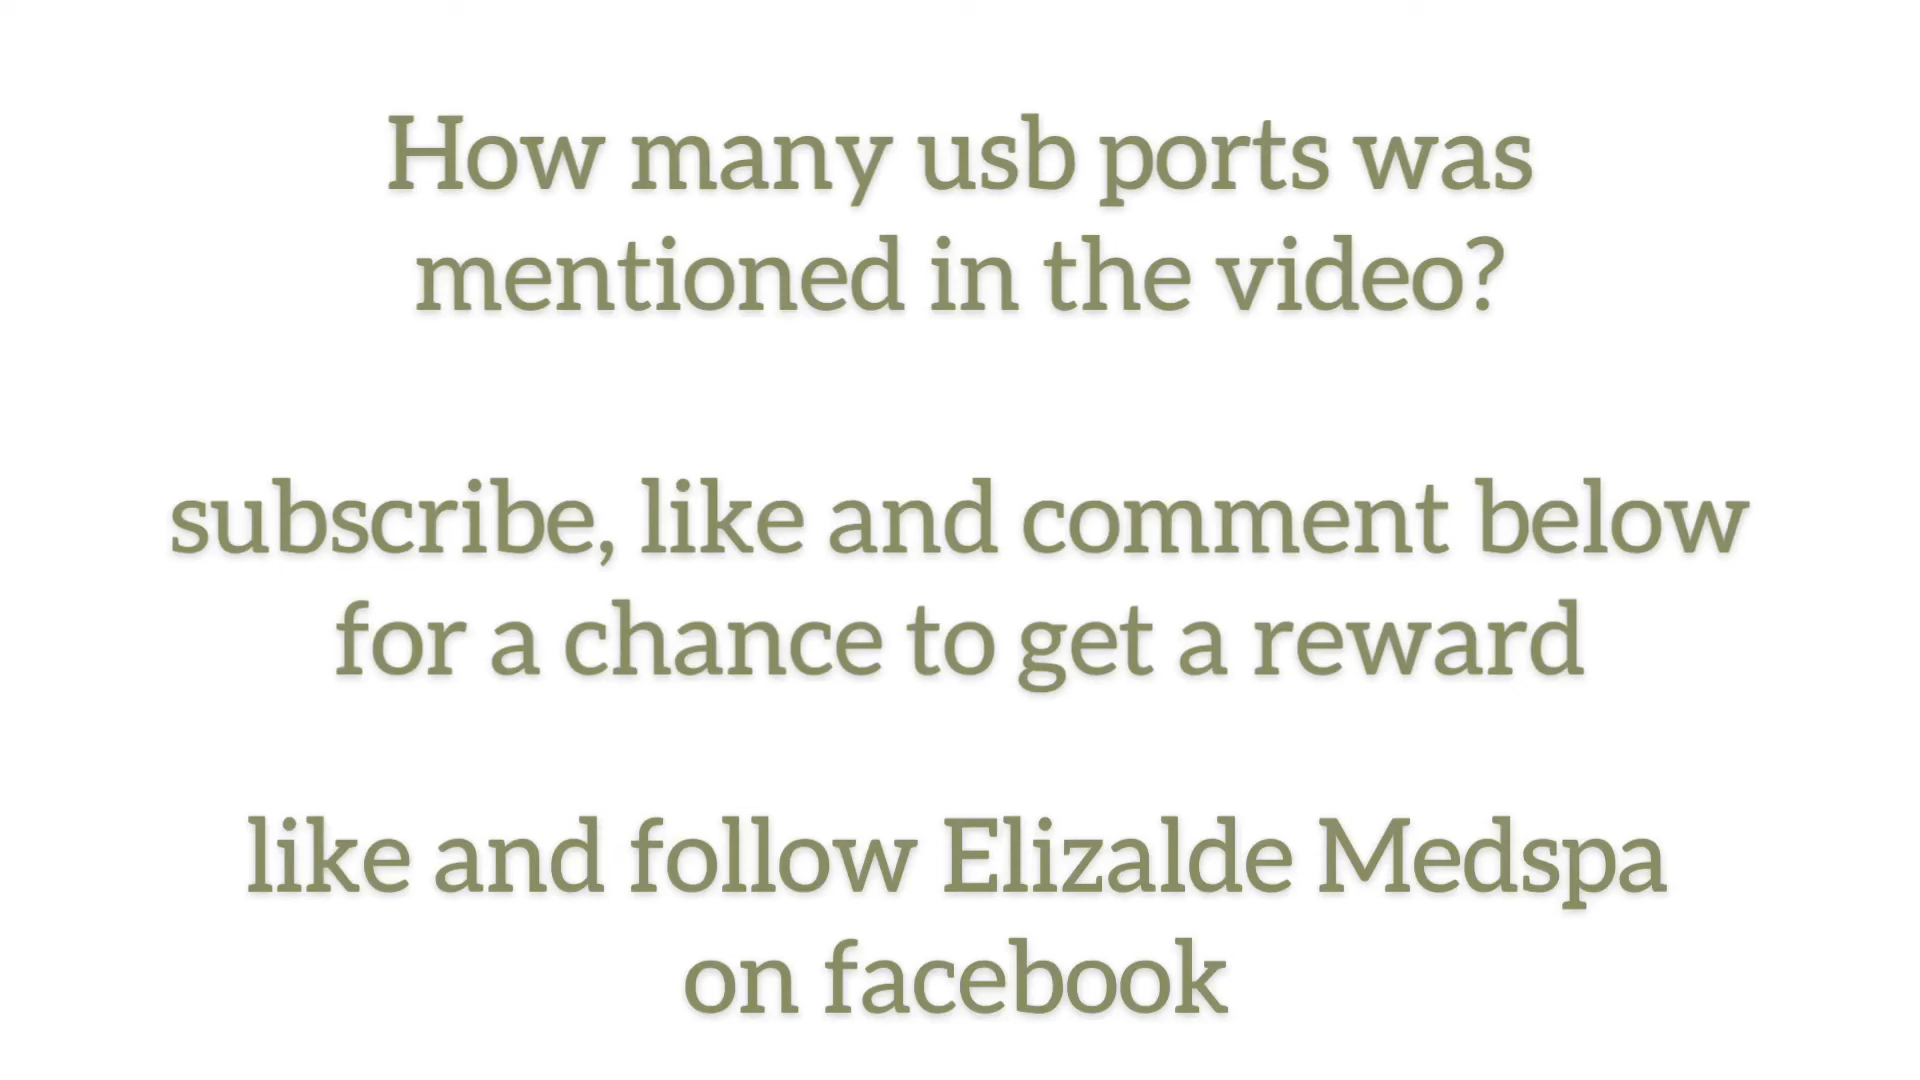 How many usb ports was
mentioned in the video?
subscribe, like and comment below
for a chance to get a reward
like and follow Elizalde Medspa
on facebook